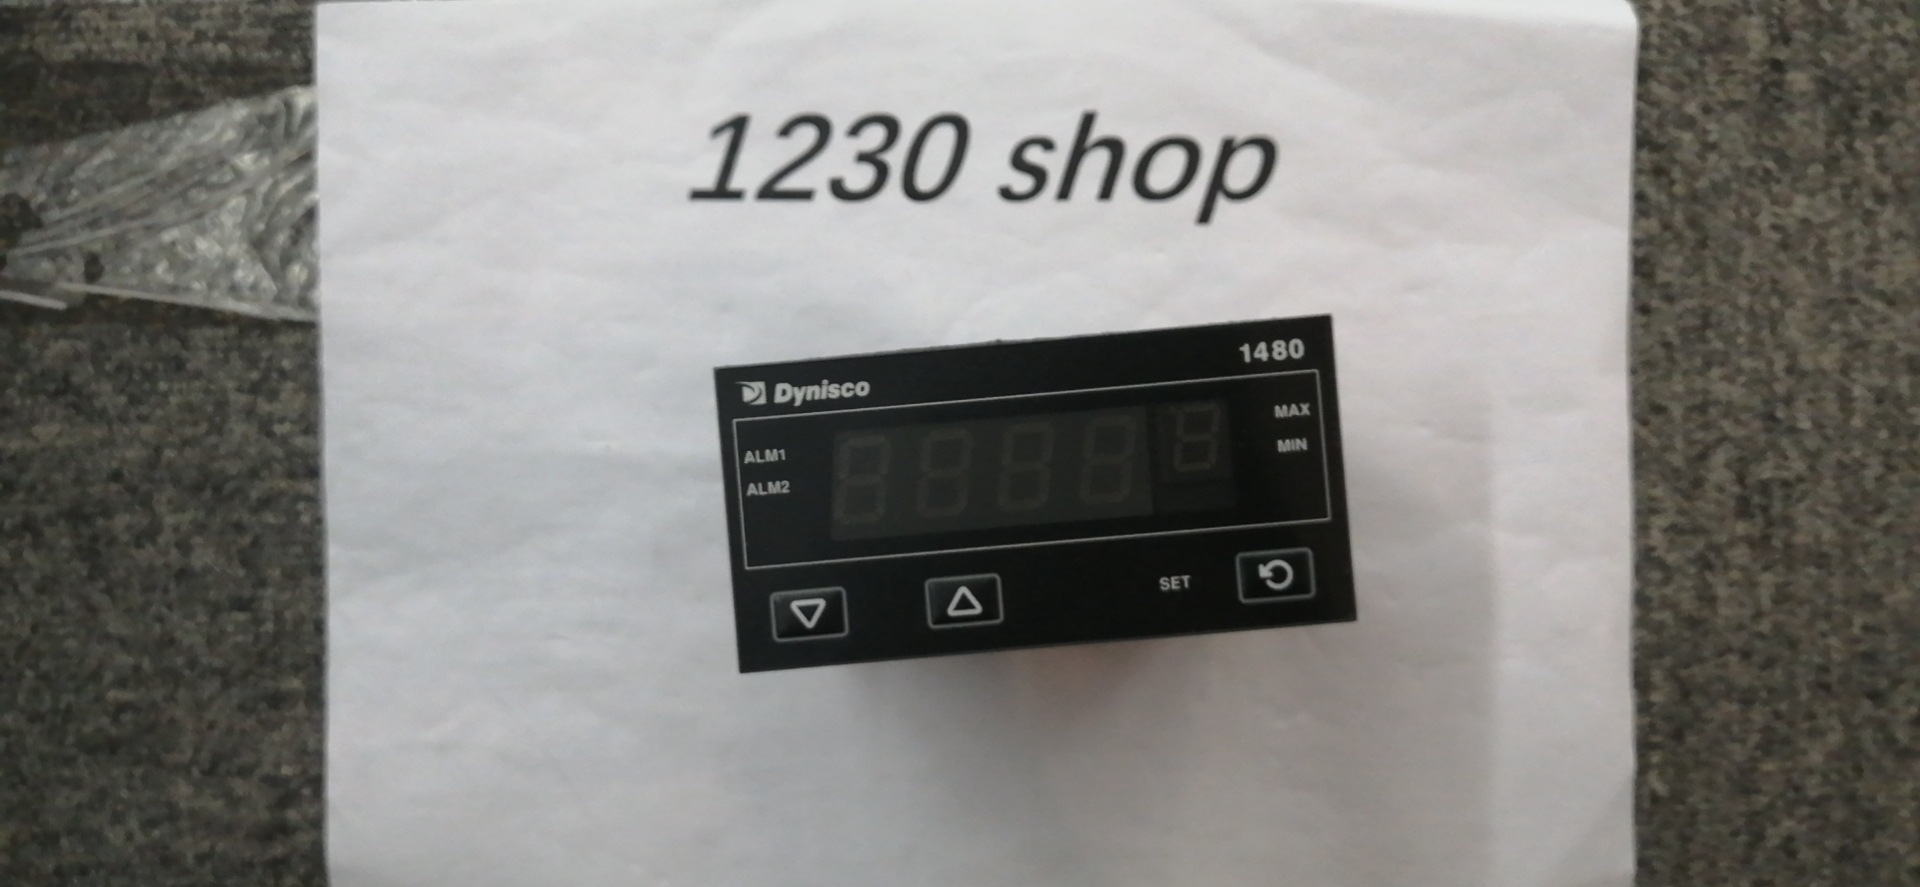 1230 shop
1480
Dynisco
MAX
ALM1
MIN
ALM2
SET